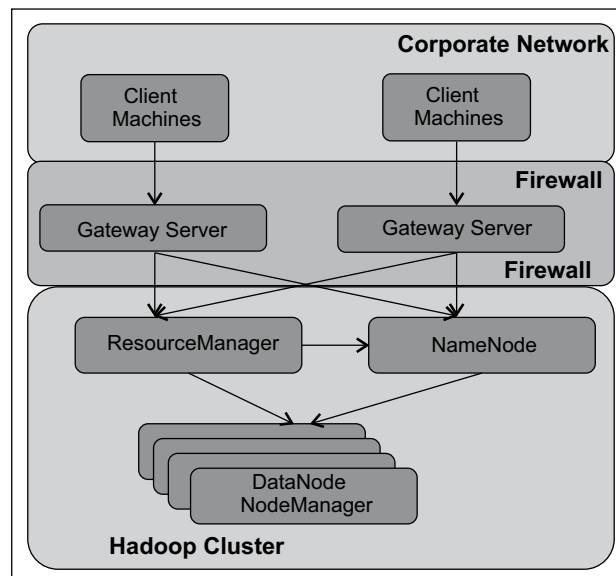 Corporate Network
Client
Machines
Client
Machines
Firewall
Gateway Server
Gateway Server
Firewall
ResourceManager
NameNode
DataNode
NodeManager
Hadoop Cluster